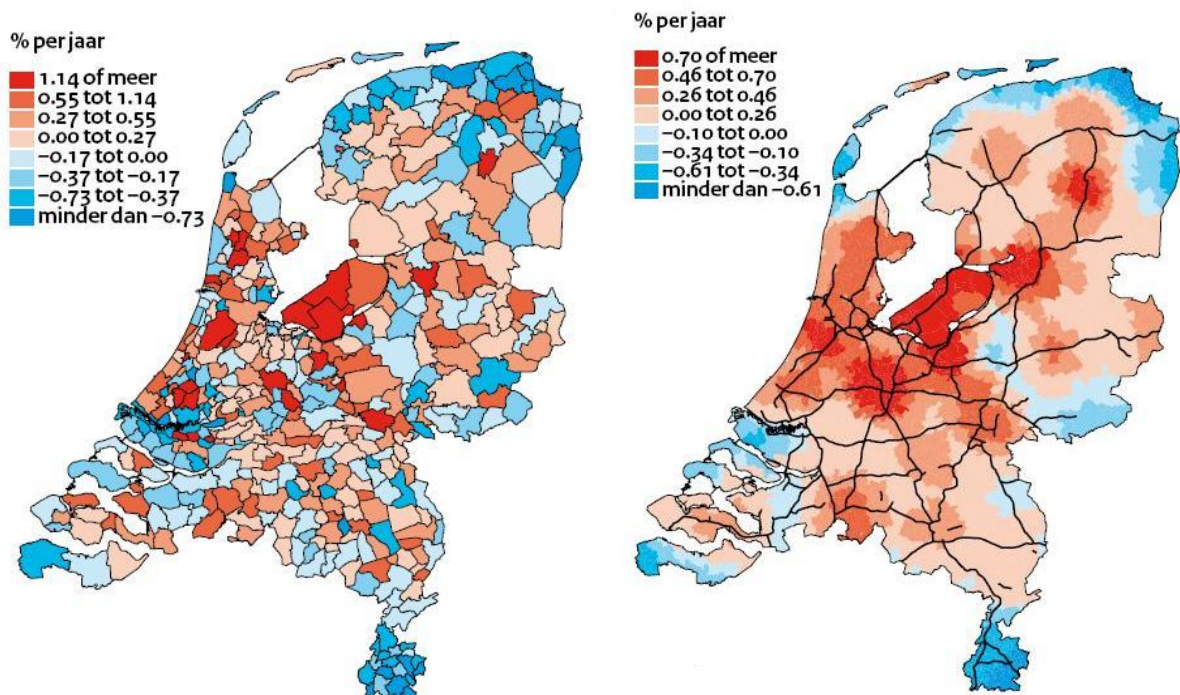 % per jaar
1.14 of meer
0.55 tot 1.14
0.27 tot 0.55
0.00 tot 0.27
−0.17 tot 0.00
−0.37 tot −0.17
−0.73 tot −0.37
minder dan −0.73
% per jaar
0.70 of meer
0.46 tot 0.70
0.26 tot 0.46
0.00 tot 0.26
−0.10 tot 0.00
−0.34 tot −0.10
−0.61 tot −0.34
minder dan −0.61